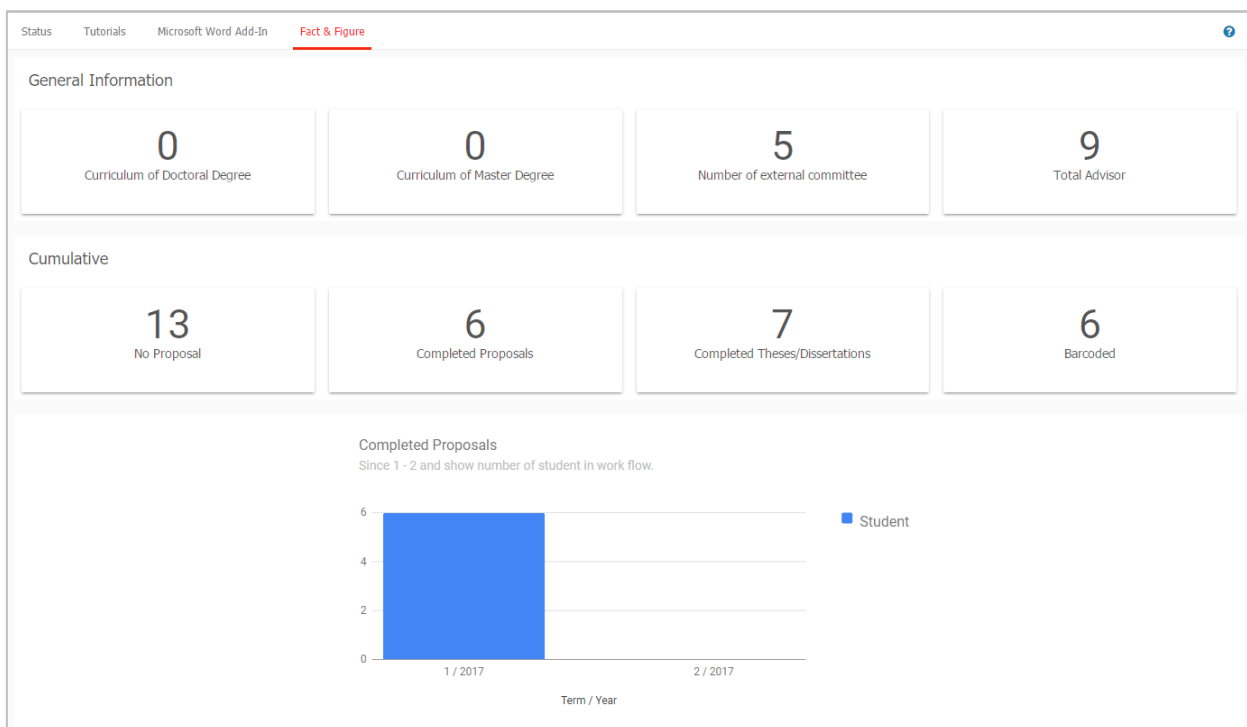 Status Tutorials Microsoft Word Add-In Fact & Figure ?
General Information
0 0 5 9
Curriculum of Doctoral Degree Curriculum of Master Degree Number of external committee Total Advisor
Cumulative
13 6 7 6
No Proposal Completed Proposals Completed Theses/Dissertations Barcoded
Completed Proposals
Since 1 - 2 and show number of student in work flow.
6
Student
4
2
0
1 / 2017 2 / 2017
Term / Year